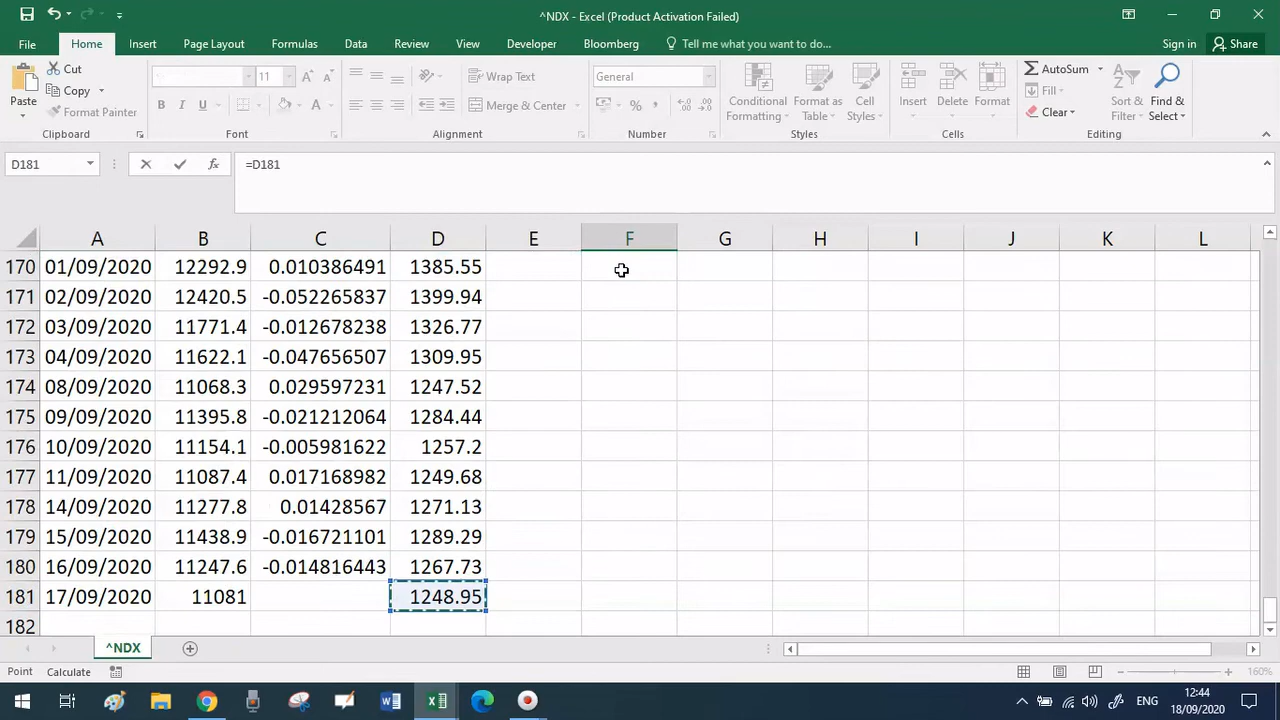 ^NDX - Excel (Product Activation Failed)
File Home Insert Page Layout Formulas Data Review View Developer Bloomberg Tell me what you want to do... Sign in Share
Paste
Cut
Copy
Format Painter
Clipboard
11
Font
Wrap Text
Merge & Center
Alignment
General
Number
Conditional Formatting
Format as Table
Cell Styles
Styles
Insert
Delete
Format
Cells
AutoSum
Fill
Clear
Sort & Filter
Find & Select
Editing
D181 =D181
A B C D E F G H I J K L
170 01/09/2020 12292.9 0.010386491 1385.55
171 02/09/2020 12420.5 -0.052265837 1399.94
172 03/09/2020 11771.4 -0.012678238 1326.77
173 04/09/2020 11622.1 -0.047656507 1309.95
174 08/09/2020 11068.3 0.029597231 1247.52
175 09/09/2020 11395.8 -0.021212064 1284.44
176 10/09/2020 11154.1 -0.005981622 1257.2
177 11/09/2020 11087.4 0.017168982 1249.68
178 14/09/2020 11277.8 0.01428567 1271.13
179 15/09/2020 11438.9 -0.016721101 1289.29
180 16/09/2020 11247.6 -0.014816443 1267.73
181 17/09/2020 11081 1248.95
182
^NDX
Point Calculate 160%
ENG 12:44
18/09/2020